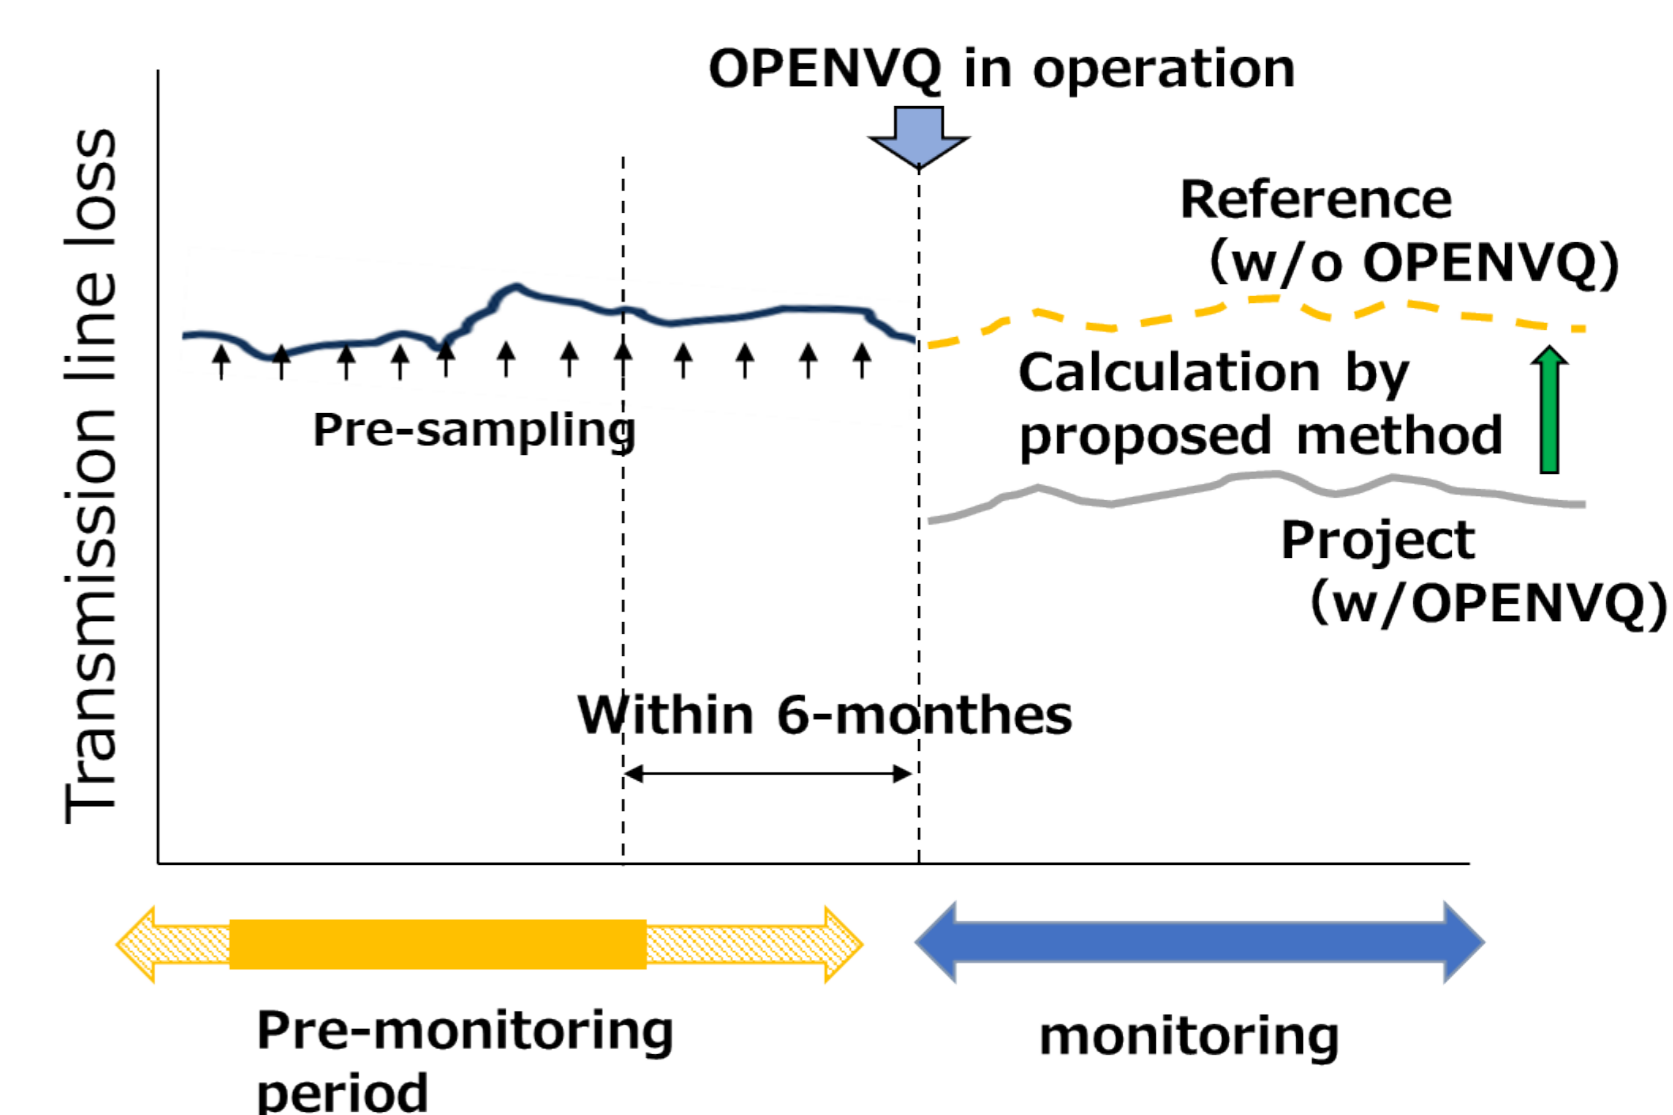 OPENVQ in operation
Transmission line loss
Reference
(w/o OPENVQ)
Calculation by
proposed method
Pre-sampling
Project
(w/OPENVQ)
Within 6-monthes
Pre-monitoring
period
monitoring